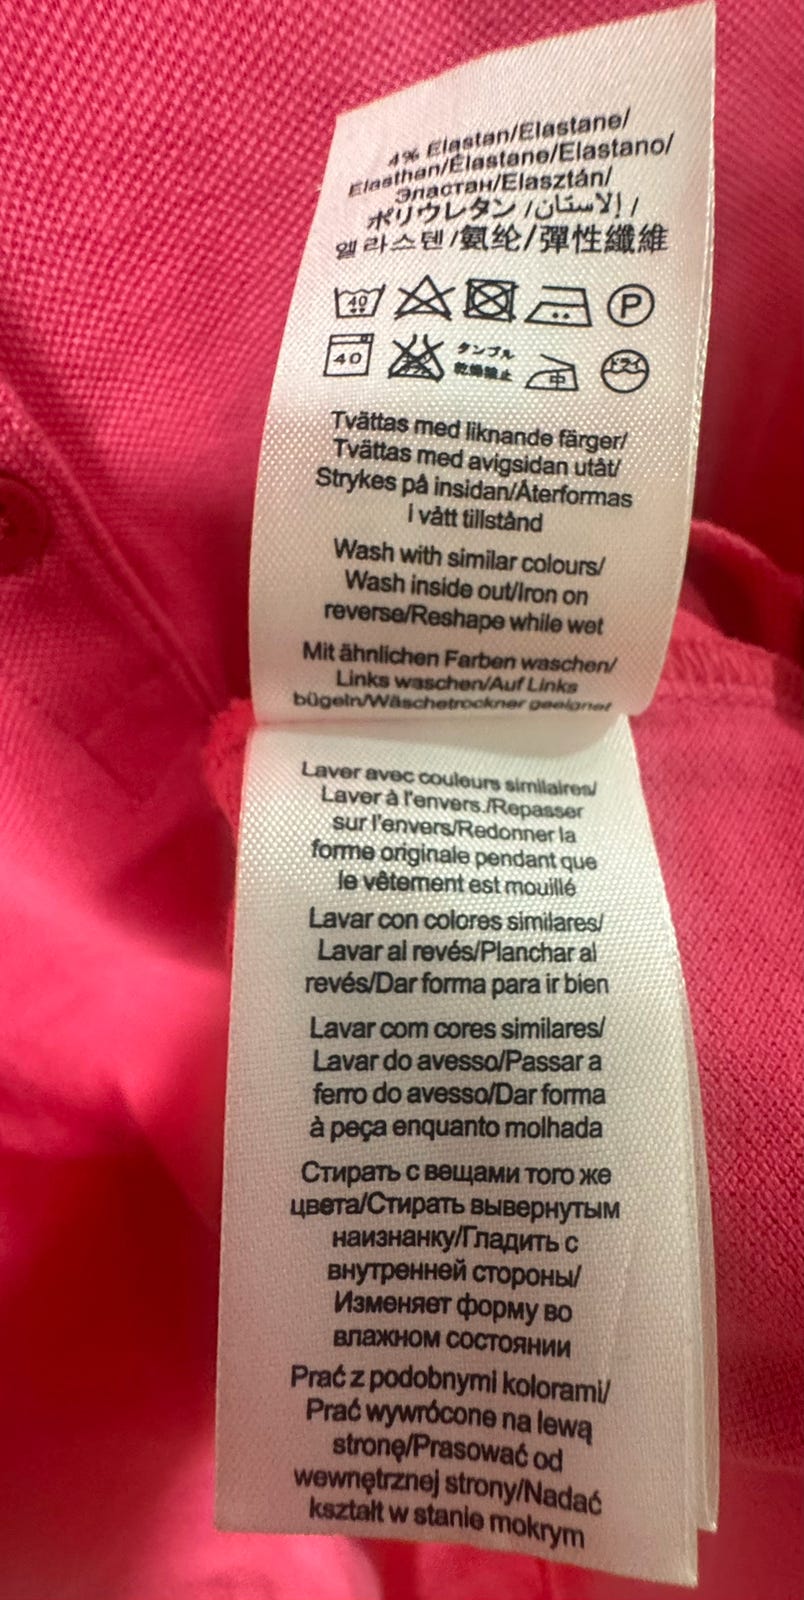 4% Elastan/Elastane/
Elasthan/Élastane/Elastano/
Эластан/Elasztán/
ポリウレタン /إلاستان /
엘라스텐/氨纶/彈性纖維
40 P
40 タンブル 乾燥禁止 中 ドライ
Tvättas med liknande färger/
Tvättas med avigsidan utåt/
Strykes på insidan/Återformas
i vått tillstånd
Wash with similar colours/
Wash inside out/Iron on
reverse/Reshape while wet
Mit ähnlichen Farben waschen/
Links waschen/Auf Links
bügeln/Wäschetrockner geeignet
Laver avec couleurs similaires/
Laver à l'envers./Repasser
sur l'envers/Redonner la
forme originale pendant que
le vêtement est mouillé
Lavar con colores similares/
Lavar al revés/Planchar al
revés/Dar forma para ir bien
Lavar com cores similares/
Lavar do avesso/Passar a
ferro do avesso/Dar forma
à peça enquanto molhada
Стирать с вещами того же
цвета/Стирать вывернутым
наизнанку/Гладить с
внутренней стороны/
Изменяет форму во
влажном состоянии
Prać z podobnymi kolorami/
Prać wywrócone na lewą
stronę/Prasować od
wewnętrznej strony/Nadać
kształt w stanie mokrym